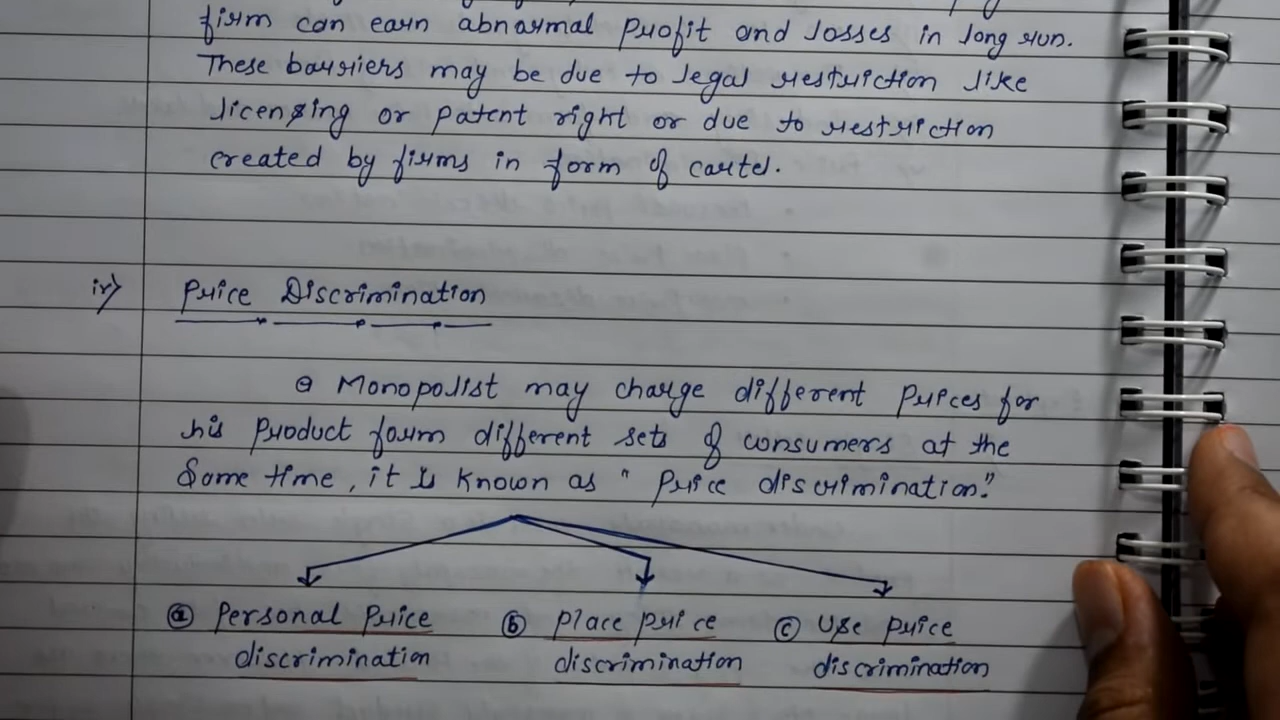 firm can earn abnormal profit and losses in long run.
These barriers may be due to legal restriction like
licensing or patent right or due to restriction
created by firms in form of cartel.
iv) Price Discrimination
Monopolist may charge different Prices for
his Product form different sets of consumers at the
Same time, it is known as " Price discrimination."
(a) Personal Price (b) Place price (c) Use price
discrimination discrimination discrimination